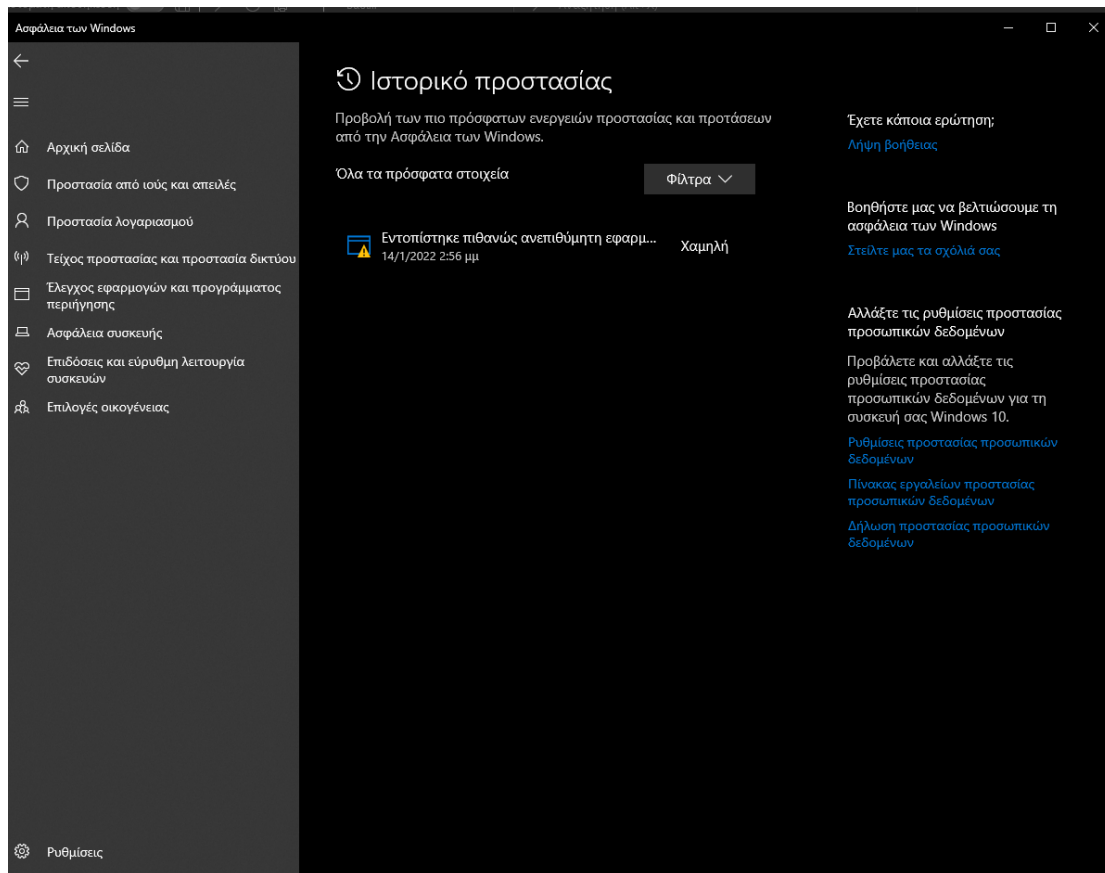 Ασφάλεια των Windows
Ιστορικό προστασίας
Προβολή των πιο πρόσφατων ενεργειών προστασίας και προτάσεων
από την Ασφάλεια των Windows.
Όλα τα πρόσφατα στοιχεία
Φίλτρα
Εντοπίστηκε πιθανώς ανεπιθύμητη εφαρμ...
14/1/2022 2:56 μμ
Χαμηλή
Αρχική σελίδα
Προστασία από ιούς και απειλές
Προστασία λογαριασμού
Τείχος προστασίας και προστασία δικτύου
Έλεγχος εφαρμογών και προγράμματος
περιήγησης
Ασφάλεια συσκευής
Επιδόσεις και εύρυθμη λειτουργία
συσκευών
Επιλογές οικογένειας
Ρυθμίσεις
Έχετε κάποια ερώτηση;
Λήψη βοήθειας
Βοηθήστε μας να βελτιώσουμε τη
ασφάλεια των Windows
Στείλτε μας τα σχόλιά σας
Αλλάξτε τις ρυθμίσεις προστασίας
προσωπικών δεδομένων
Προβάλετε και αλλάξτε τις
ρυθμίσεις προστασίας
προσωπικών δεδομένων για τη
συσκευή σας Windows 10.
Ρυθμίσεις προστασίας προσωπικών
δεδομένων
Πίνακας εργαλείων προστασίας
προσωπικών δεδομένων
Δήλωση προστασίας προσωπικών
δεδομένων